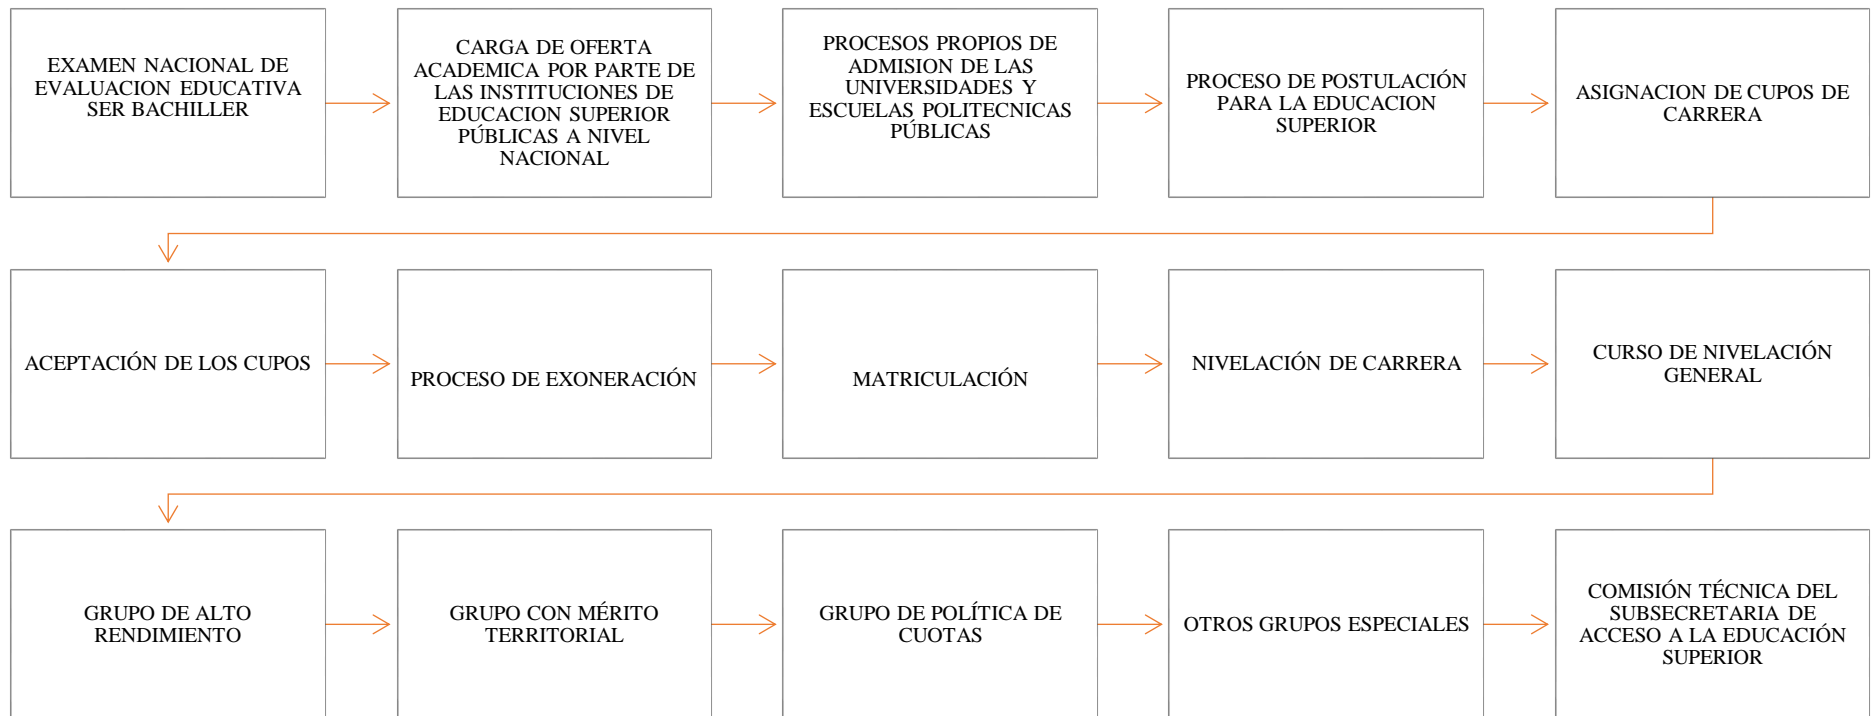 EXAMEN NACIONAL DE
EVALUACION EDUCATIVA
SER BACHILLER
CARGA DE OFERTA
ACADEMICA POR PARTE DE
LAS INSTITUCIONES DE
EDUCACION SUPERIOR
PÚBLICAS A NIVEL
NACIONAL
PROCESOS PROPIOS DE
ADMISION DE LAS
UNIVERSIDADES Y
ESCUELAS POLITECNICAS
PÚBLICAS
PROCESO DE POSTULACIÓN
PARA LA EDUCACION
SUPERIOR
ASIGNACION DE CUPOS DE
CARRERA
ACEPTACIÓN DE LOS CUPOS
PROCESO DE EXONERACIÓN
MATRICULACIÓN
NIVELACIÓN DE CARRERA
CURSO DE NIVELACIÓN
GENERAL
GRUPO DE ALTO
RENDIMIENTO
GRUPO CON MÉRITO
TERRITORIAL
GRUPO DE POLÍTICA DE
CUOTAS
OTROS GRUPOS ESPECIALES
COMISIÓN TÉCNICA DEL
SUBSECRETARIA DE
ACCESO A LA EDUCACIÓN
SUPERIOR